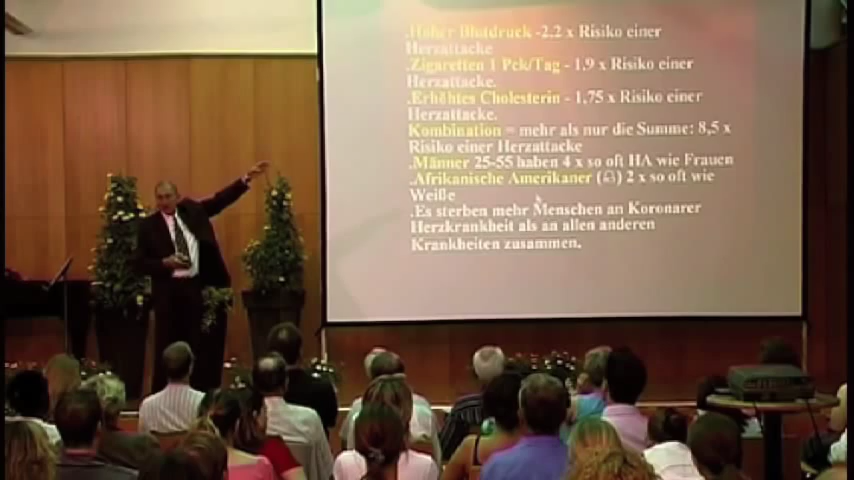 .Hoher Blutdruck -2,2 x Risiko einer
Herzattacke
.Zigaretten 1 Pck/Tag - 1,9 x Risiko einer
Herzattacke.
.Erhöhtes Cholesterin - 1,75 x Risiko einer
Herzattacke.
Kombination = mehr als nur die Summe: 8,5 x
Risiko einer Herzattacke
.Männer 25-55 haben 4 x so oft HA wie Frauen
.Afrikanische Amerikaner (♎) 2 x so oft wie
Weiße
.Es sterben mehr Menschen an Koronarer
Herzkrankheit als an allen anderen
Krankheiten zusammen.